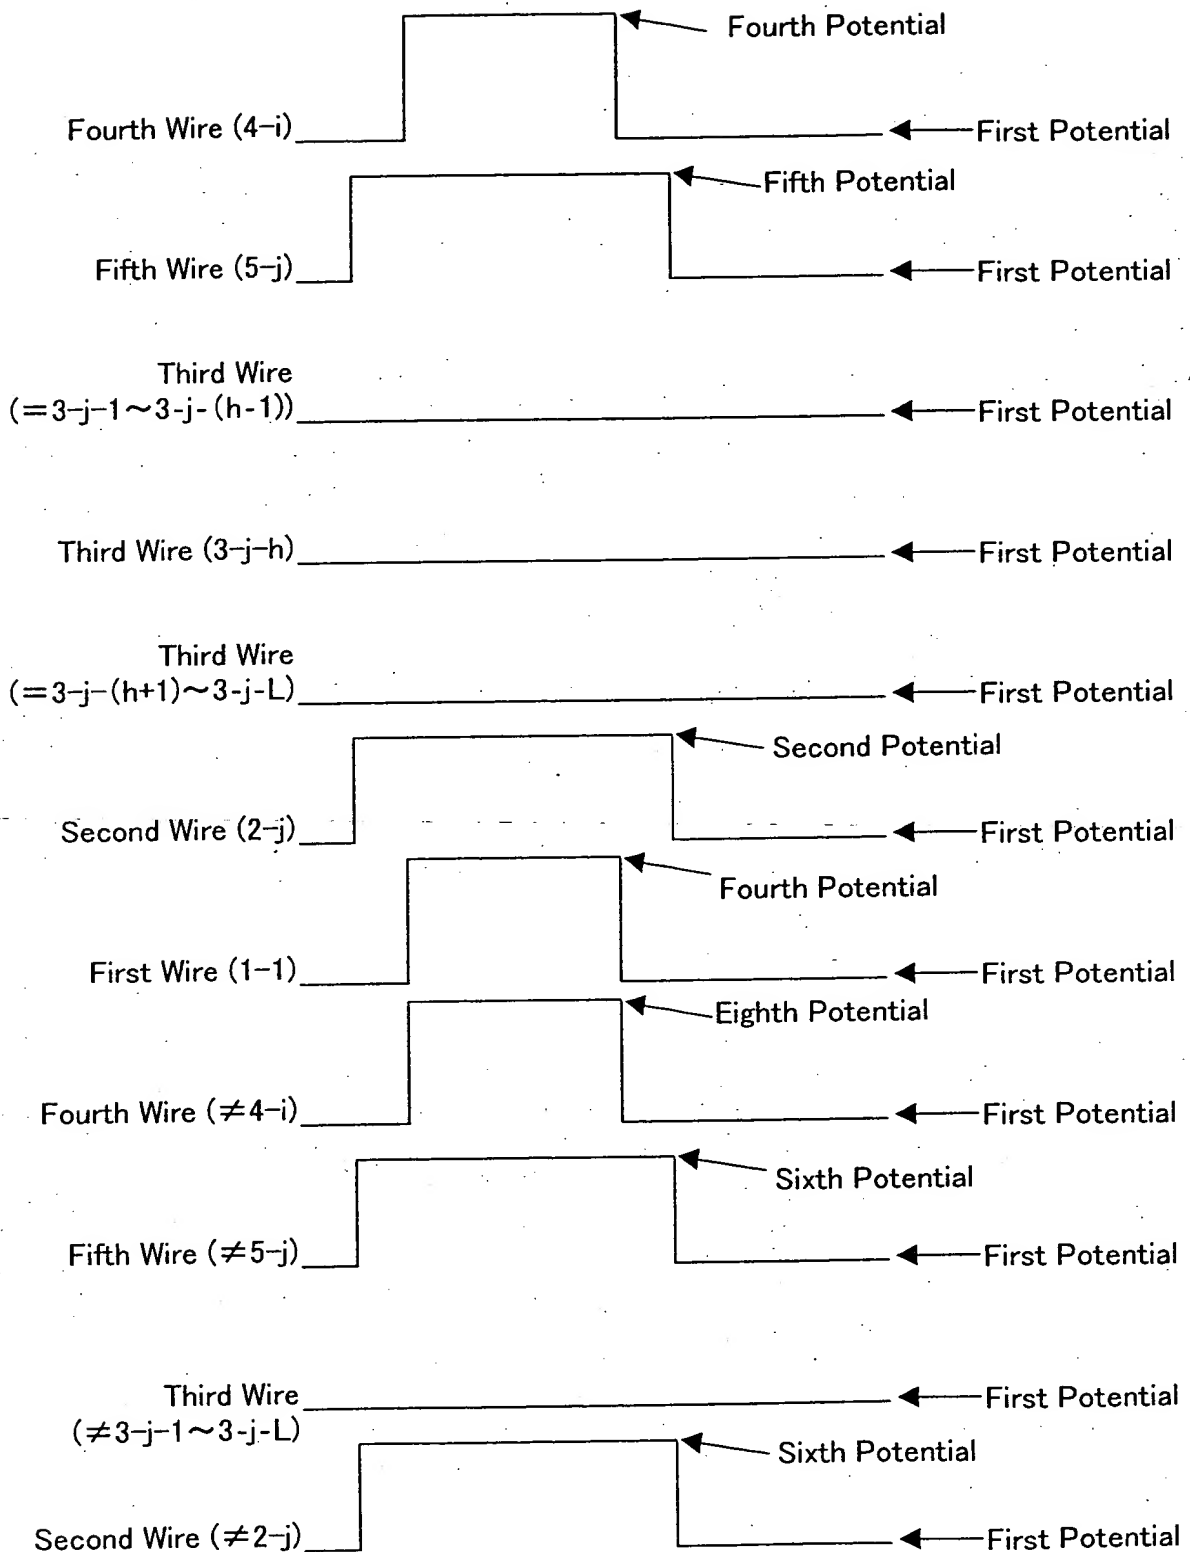 Fourth Potential
Fourth Wire (4-i) First Potential
Fifth Potential
Fifth Wire (5-j) First Potential
Third Wire
(=3-j-1~3-j-(h-1)) First Potential
Third Wire (3-j-h) First Potential
Third Wire
(=3-j-(h+1)~3-j-L) First Potential
Second Potential
Second Wire (2-j) First Potential
Fourth Potential
First Wire (1-1) First Potential
Eighth Potential
Fourth Wire (≠4-i) First Potential
Sixth Potential
Fifth Wire (≠5-j) First Potential
Third Wire First Potential
(≠3-j-1~3-j-L)
Sixth Potential
Second Wire (≠2-j) First Potential